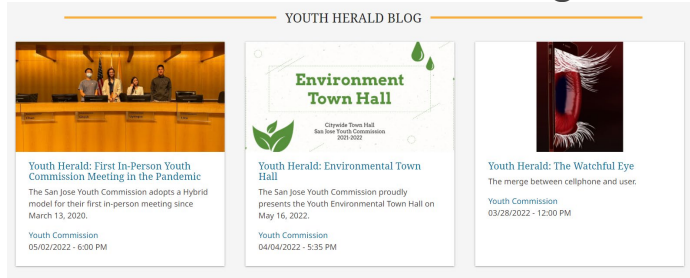 YOUTH HERALD BLOG
Environment
Town Hall
Citywide Town Hall
San Jose Youth Commission
2021-2022
Youth Herald: First In-Person Youth
Commission Meeting in the Pandemic
The San Jose Youth Commission adopts a Hybrid
model for their first in-person meeting since
March 13, 2020.
Youth Commission
05/02/2022 - 6:00 PM
Youth Herald: Environmental Town
Hall
The San Jose Youth Commission proudly
presents the Youth Environmental Town Hall on
May 16, 2022.
Youth Commission
04/04/2022 - 5:35 PM
Youth Herald: The Watchful Eye
The merge between cellphone and user.
Youth Commission
03/28/2022 - 12:00 PM